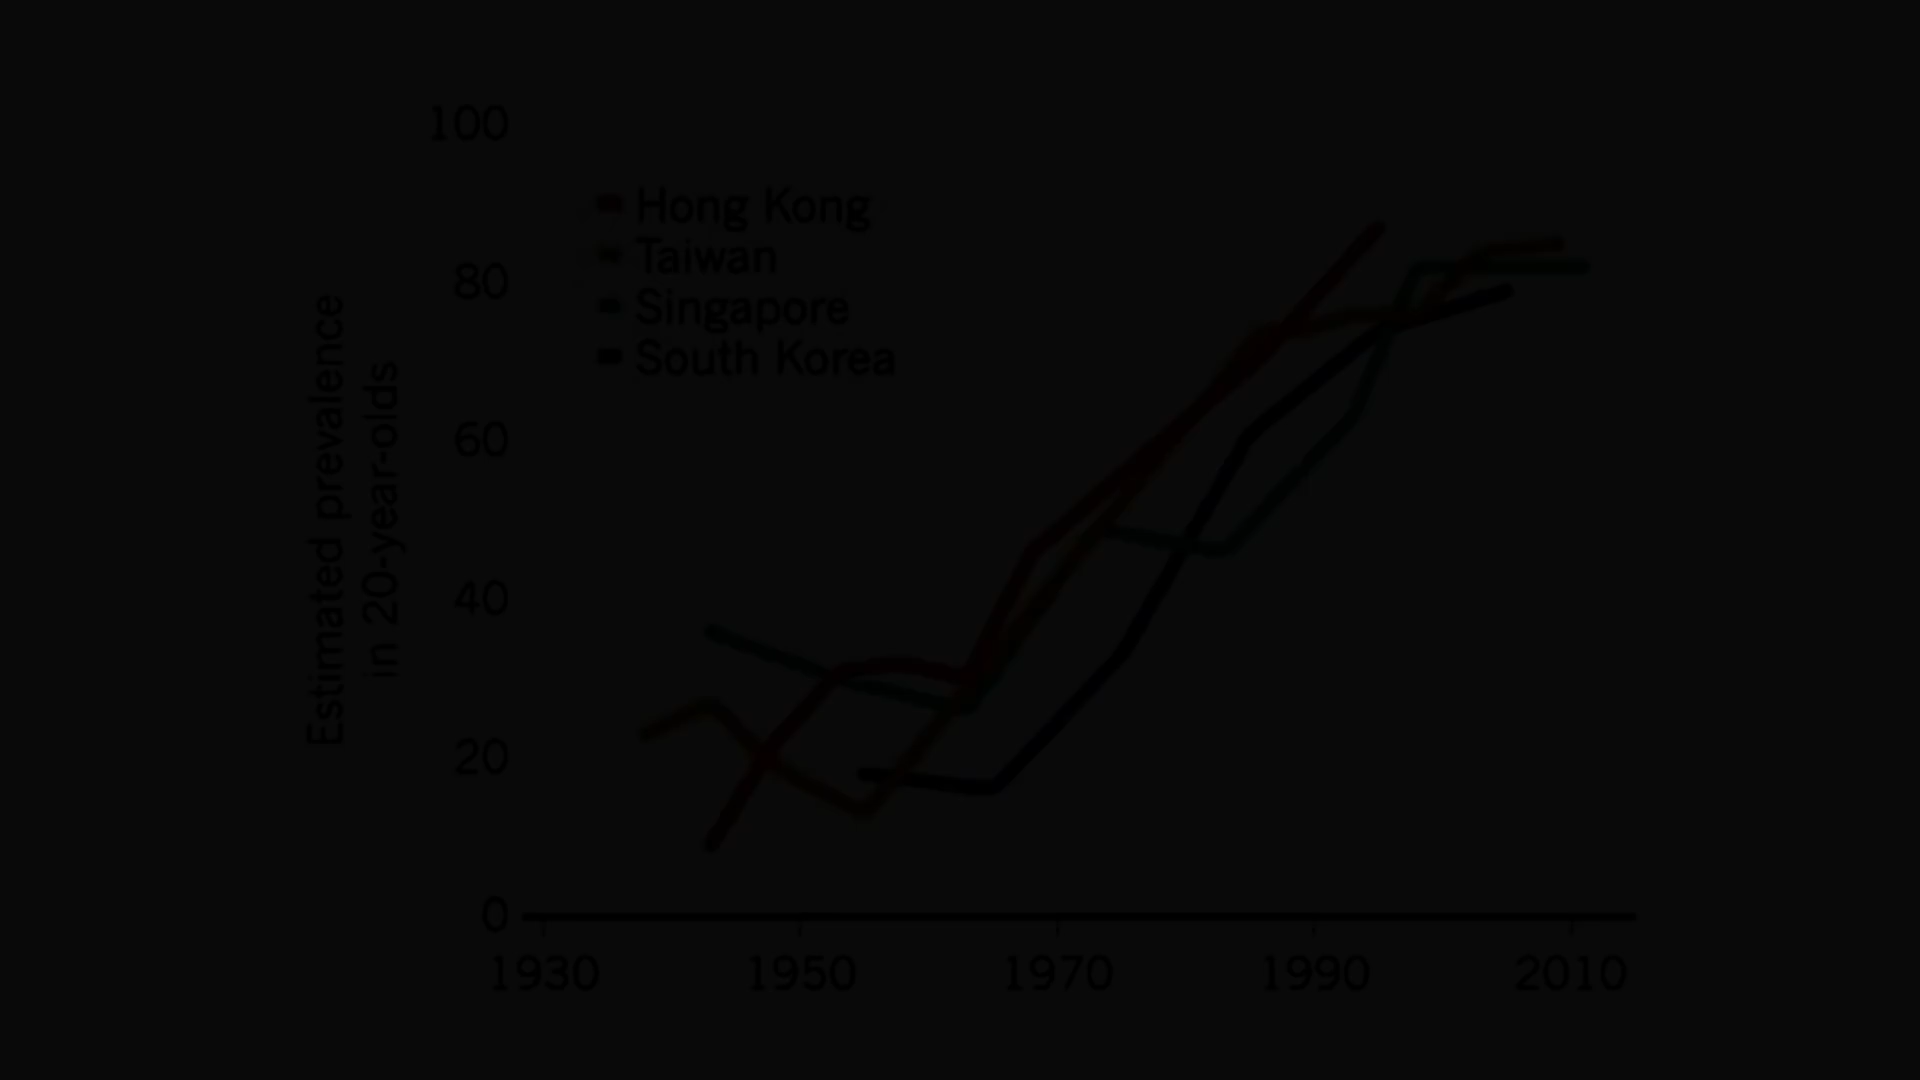 100
80
60
40
20
0
Estimated prevalence
in 20-year-olds
Hong Kong
Taiwan
Singapore
South Korea
1930 1950 1970 1990 2010